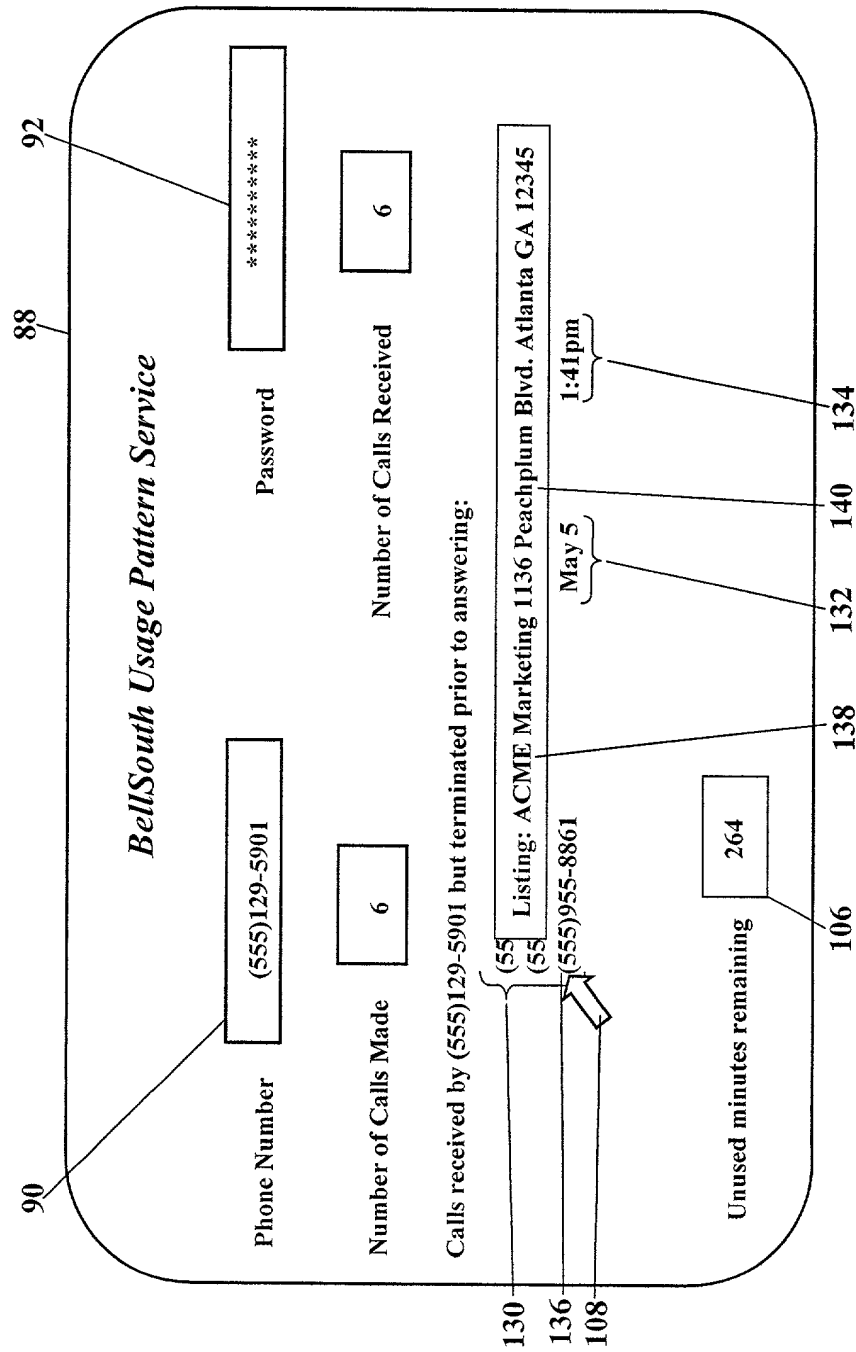 88
92
90
BellSouth Usage Pattern Service
Phone Number (555)129-5901 Password **********
Number of Calls Made 6 Number of Calls Received 6
Calls received by (555)129-5901 but terminated prior to answering:
(55
(55
Listing: ACME Marketing 1136 Peachplum Blvd. Atlanta GA 12345
(555)955-8861 May 5 1:41pm
130
136
108
Unused minutes remaining 264
106
138
132
140
134